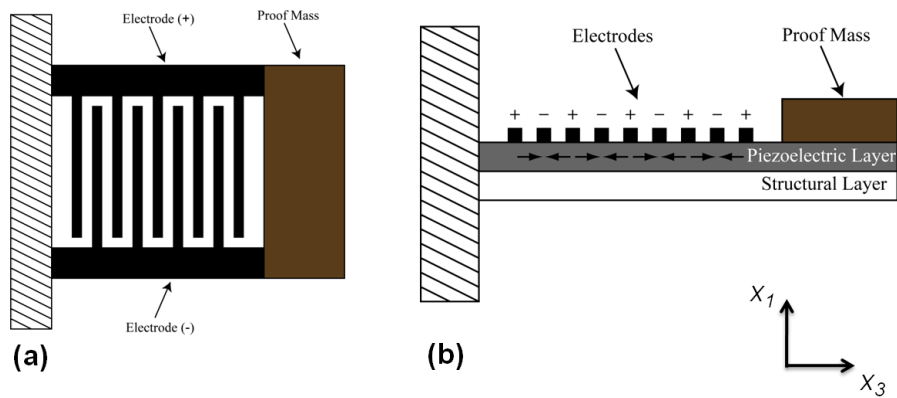 Electrode (+)
Proof Mass
Electrode (-)
(a)
Electrodes
Proof Mass
+ − + − + − + − +
Piezoelectric Layer
Structural Layer
(b)
X1
X3